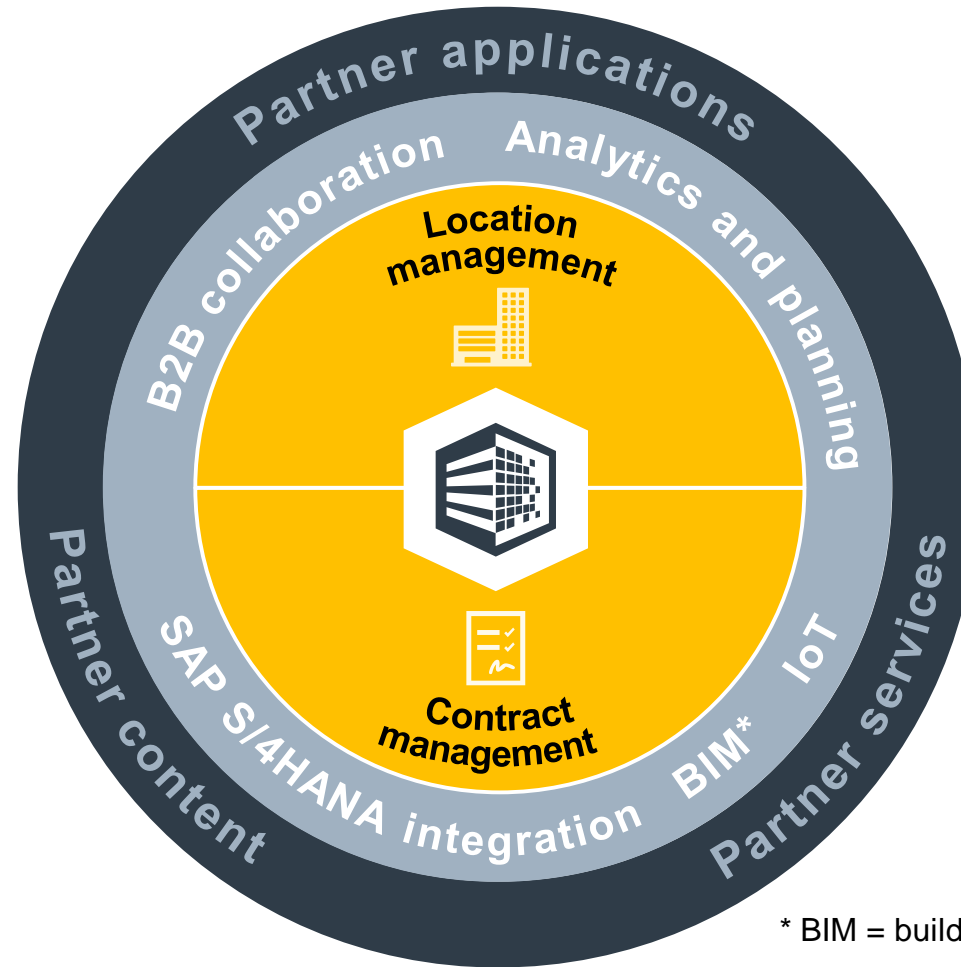 Partner applications
B2B collaboration
Analytics and planning
Location
management
Contract
management
SAP S/4HANA integration
BIM*
IoT
Partner content
Partner services
* BIM = build